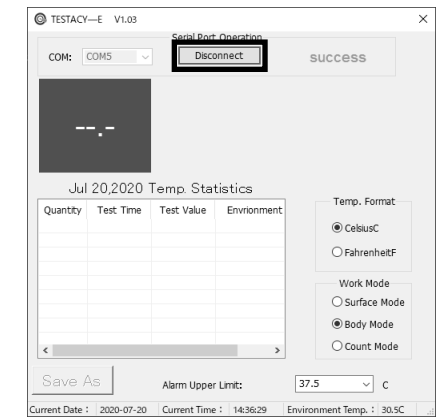 TESTACY—E V1.03
Serial Port Operation
COM: COM5 Disconnect success
--.-
Jul 20,2020 Temp. Statistics
Quantity Test Time Test Value Envrionment
Temp. Format
CelsiusC
FahrenheitF
Work Mode
Surface Mode
Body Mode
Count Mode
Save As Alarm Upper Limit: 37.5 C
Current Date : 2020-07-20 Current Time : 14:36:29 Environment Temp. : 30.5C